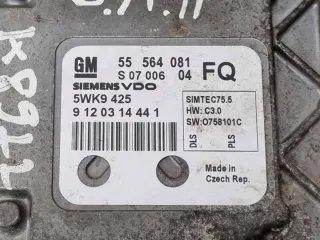 GM 55 564 081
S 07 006 04 FQ
SIEMENS VDO
5WK9 425
9 12 03 14 44 1
SIMTEC75.5
HW: C3.0
SW:O758101C
DLS
PLS
Made in
Czech Rep.